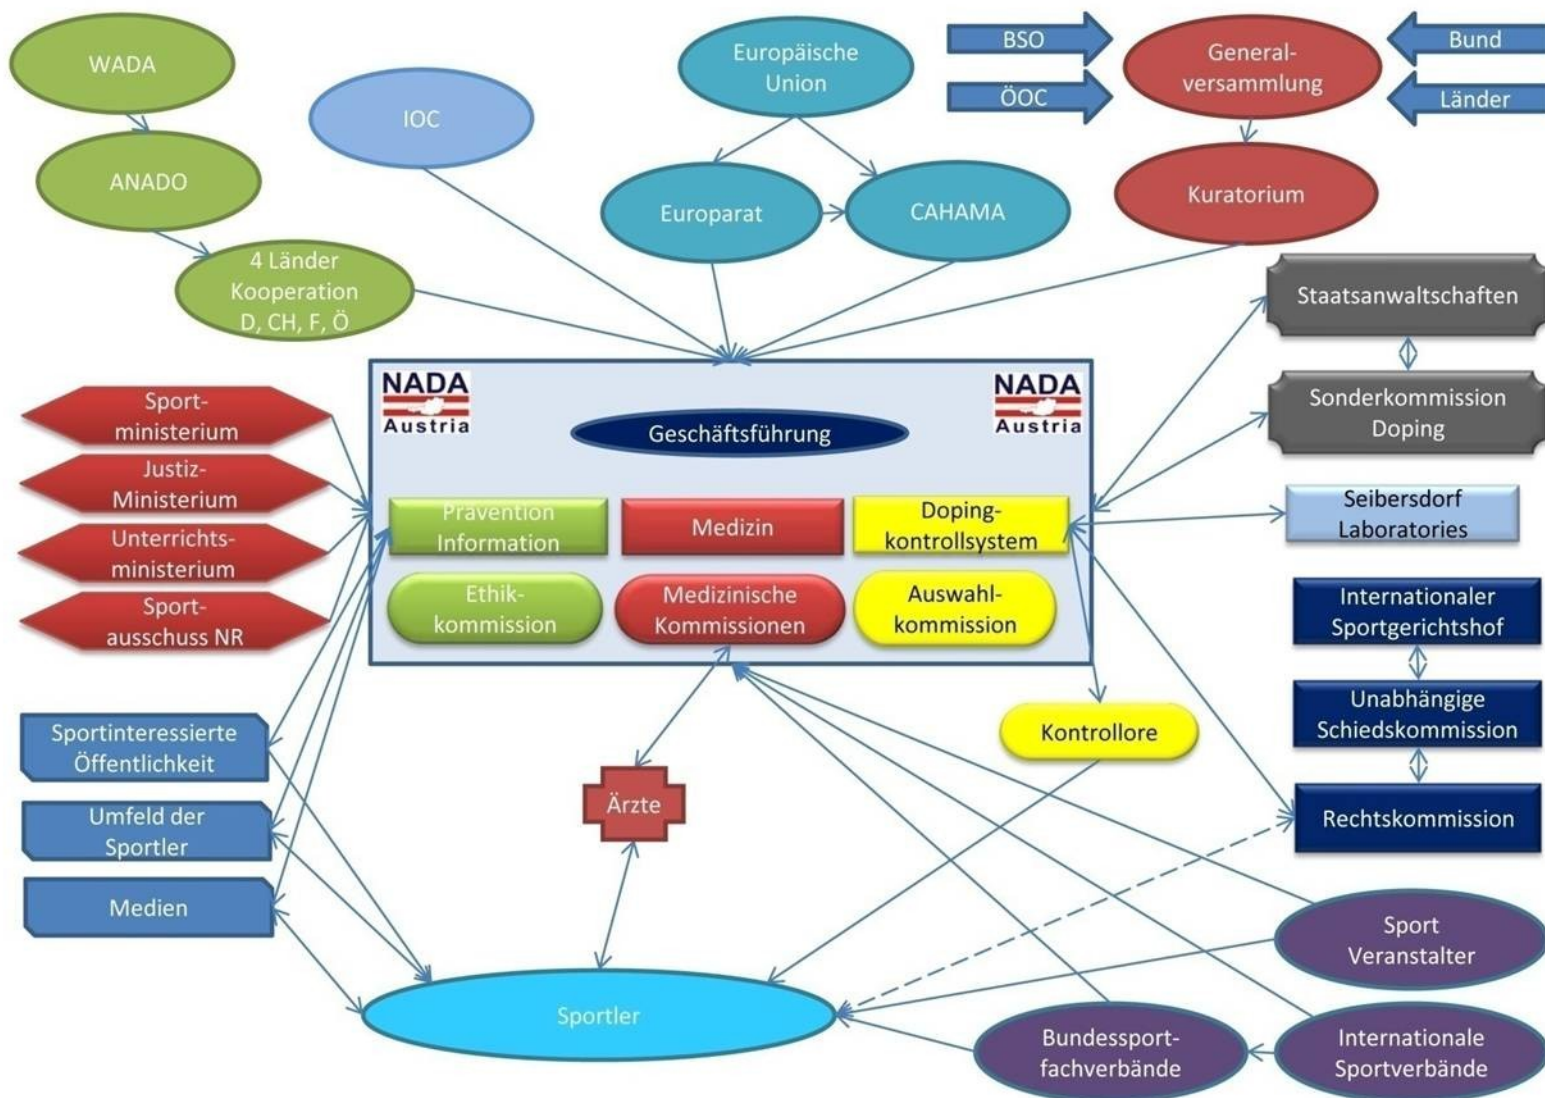 WADA
ANADO
4 Länder
Kooperation
D, CH, F, Ö
IOC
Europäische
Union
Europarat
CAHAMA
BSO
ÖOC
General-
versammlung
Bund
Länder
Kuratorium
Staatsanwaltschaften
Sonderkommission
Doping
Seibersdorf
Laboratories
Internationaler
Sportgerichtshof
Unabhängige
Schiedskommission
Rechtskommission
Sport-
ministerium
Justiz-
Ministerium
Unterrichts-
ministerium
Sport-
ausschuss NR
NADA
Austria
NADA
Austria
Geschäftsführung
Prävention
Information
Medizin
Doping-
kontrollsystem
Ethik-
kommission
Medizinische
Kommissionen
Auswahl-
kommission
Sportinteressierte
Öffentlichkeit
Umfeld der
Sportler
Medien
Ärzte
Kontrollore
Sportler
Sport
Veranstalter
Bundessport-
fachverbände
Internationale
Sportverbände